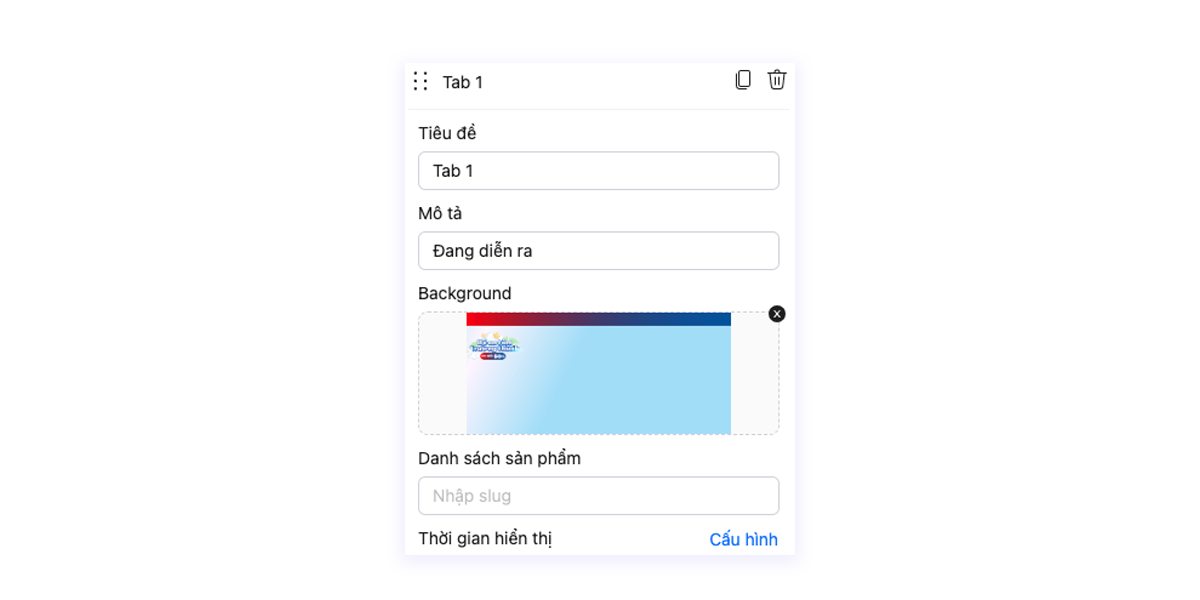 Tab 1
Tiêu đề
Tab 1
Mô tả
Đang diễn ra
Background
x
Danh sách sản phẩm
Nhập slug
Thời gian hiển thị
Cấu hình